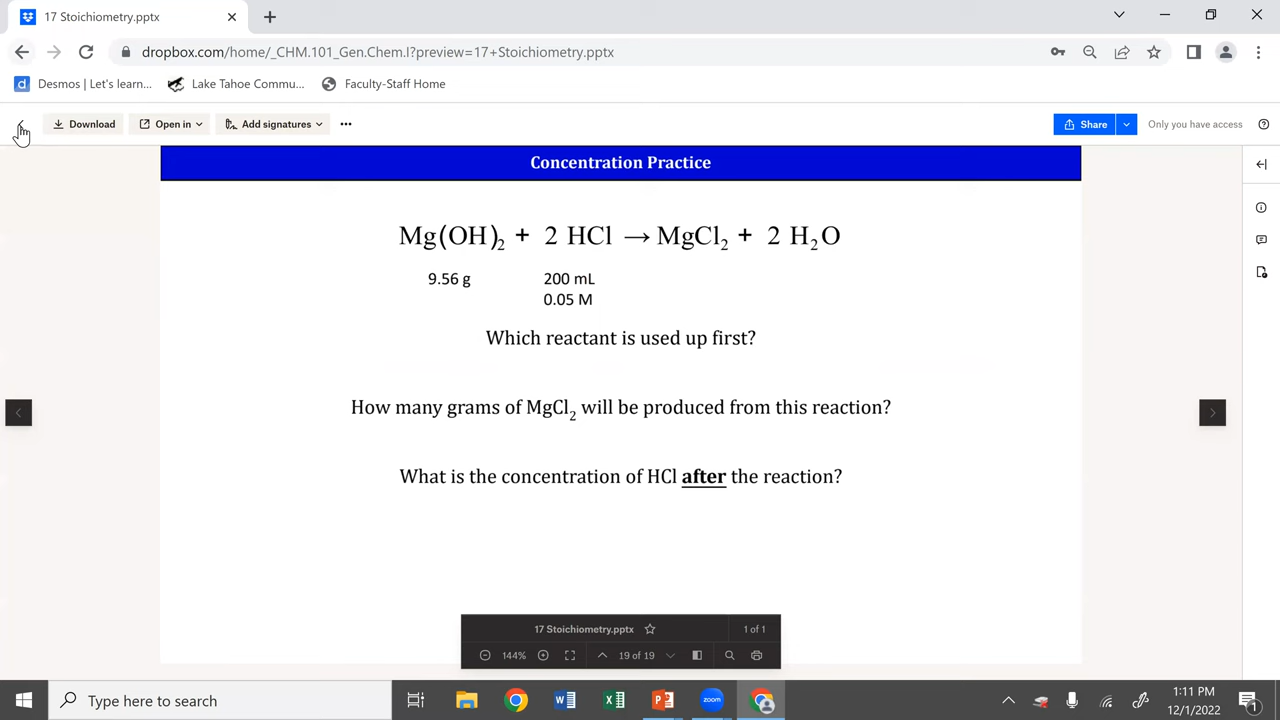 17 Stoichiometry.pptx
dropbox.com/home/_CHM.101_Gen.Chem.I?preview=17+Stoichiometry.pptx
Desmos | Let's learn... Lake Tahoe Commu... Faculty-Staff Home
Download Open in Add signatures ••• Share Only you have access
Concentration Practice
Mg(OH)₂ + 2 HCl → MgCl₂ + 2 H₂O
9.56 g 200 mL
0.05 M
Which reactant is used up first?
How many grams of MgCl₂ will be produced from this reaction?
What is the concentration of HCl after the reaction?
17 Stoichiometry.pptx 1 of 1
144% 19 of 19
Type here to search
zoom
1:11 PM
12/1/2022
1